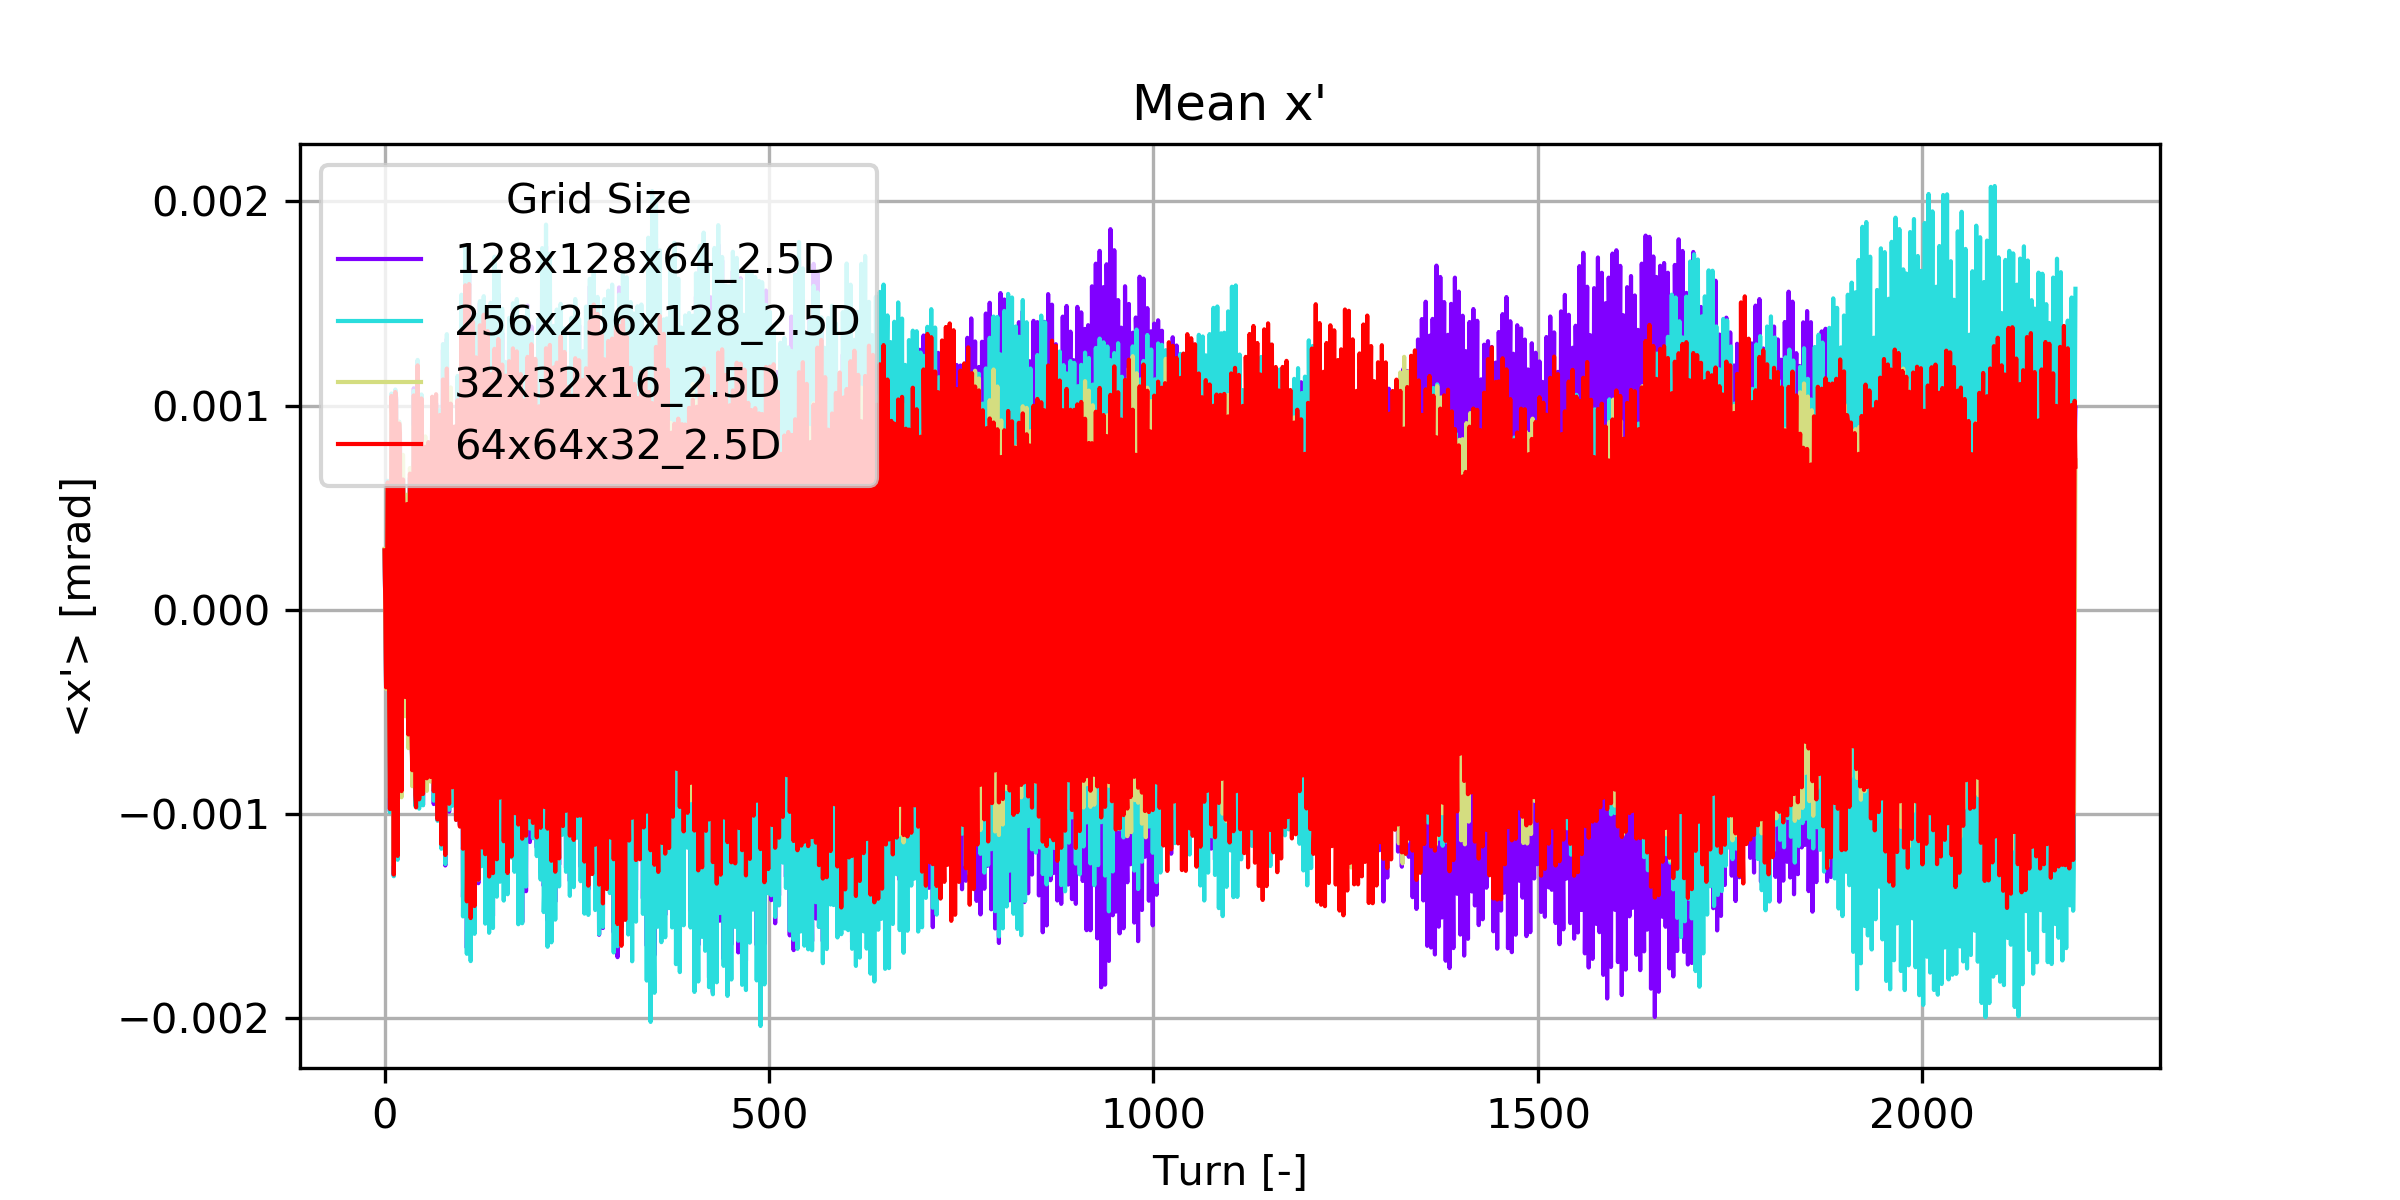 Mean x'
Grid Size
128x128x64_2.5D
256x256x128_2.5D
32x32x16_2.5D
64x64x32_2.5D
0.002
0.001
0.000
−0.001
−0.002
<x'> [mrad]
0 500 1000 1500 2000
Turn [-]